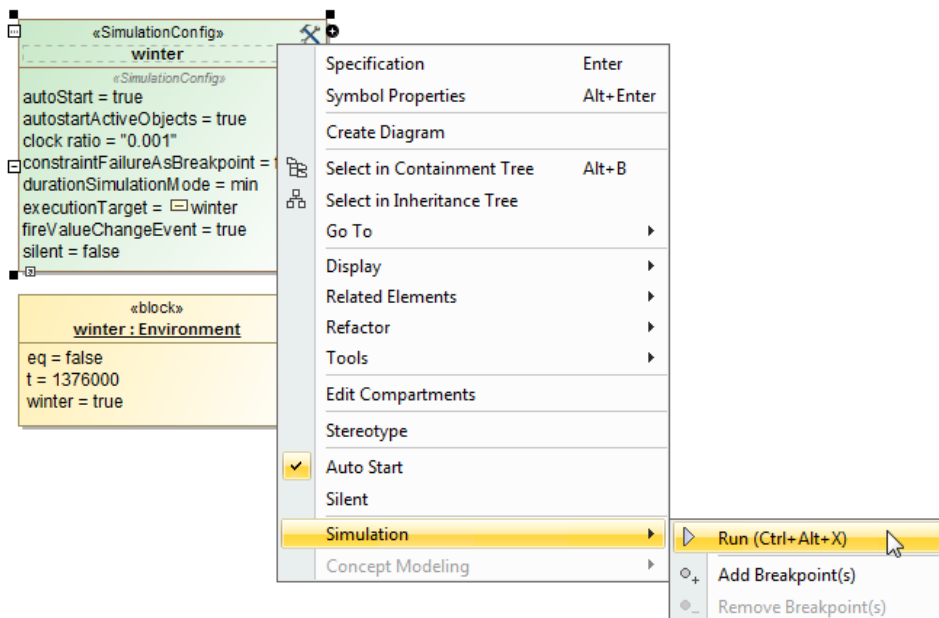 «SimulationConfig»
winter
«SimulationConfig»
autoStart = true
autostartActiveObjects = true
clock ratio = "0.001"
constraintFailureAsBreakpoint =
durationSimulationMode = min
executionTarget = winter
fireValueChangeEvent = true
silent = false
«block»
winter : Environment
eq = false
t = 1376000
winter = true
Specification Enter
Symbol Properties Alt+Enter
Create Diagram
Select in Containment Tree Alt+B
Select in Inheritance Tree
Go To
Display
Related Elements
Refactor
Tools
Edit Compartments
Stereotype
Auto Start
Silent
Simulation
Concept Modeling
Run (Ctrl+Alt+X)
Add Breakpoint(s)
Remove Breakpoint(s)